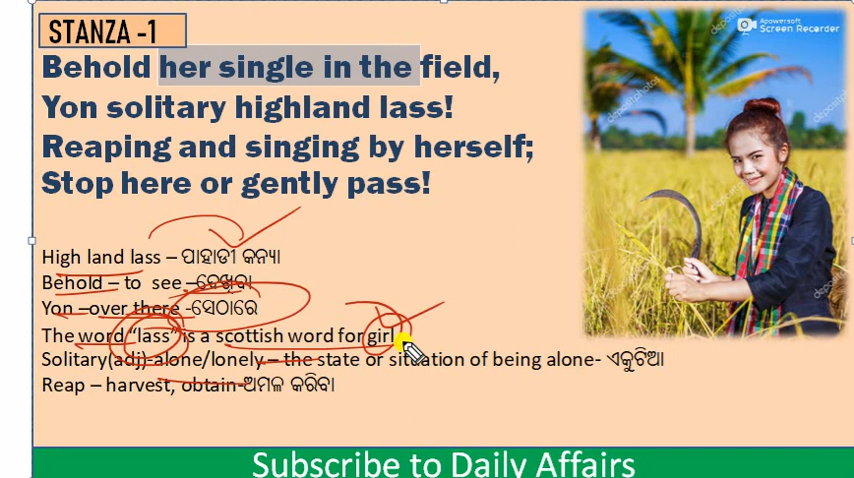 STANZA -1
Apowersoft
Screen Recorder
Behold her single in the field,
Yon solitary highland lass!
Reaping and singing by herself;
Stop here or gently pass!
High land lass – ପାହାଡୀ କନ୍ୟା
Behold – to see –ଦେଖିବା
Yon –over there -ସେଠାରେ
The word “lass” is a scottish word for girl
Solitary(adj)-alone/lonely – the state or situation of being alone- ଏକୁଟିଆ
Reap – harvest, obtain-ଅମଳ କରିବା
Subscribe to Daily Affairs